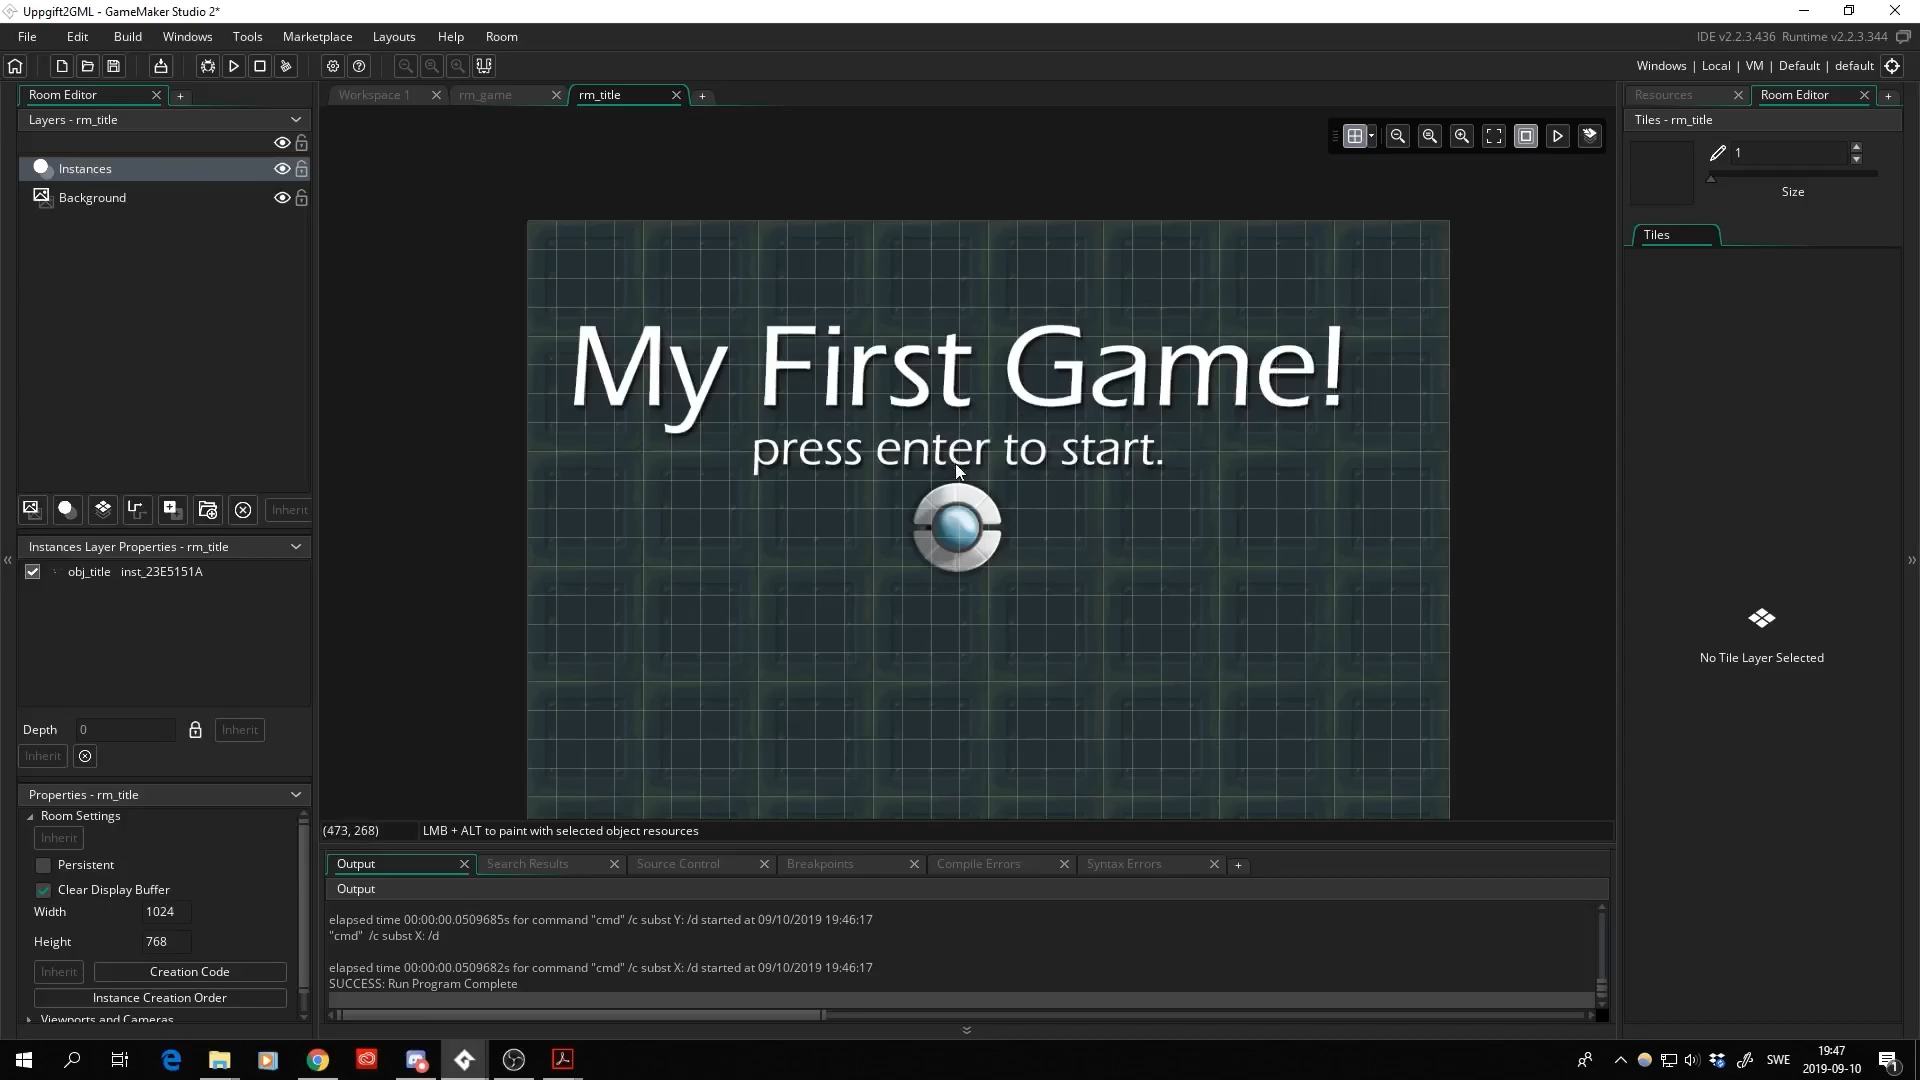 Uppgift2GML - GameMaker Studio 2*
File Edit Build Windows Tools Marketplace Layouts Help Room
IDE v2.2.3.436 Runtime v2.2.3.344
Windows | Local | VM | Default | default
Room Editor
Workspace 1
rm_game
rm_title
Resources
Room Editor
Layers - rm_title
Instances
Background
Inherit
Instances Layer Properties - rm_title
obj_title inst_23E5151A
Depth 0 Inherit
Inherit
Properties - rm_title
Room Settings
Inherit
Persistent
Clear Display Buffer
Width 1024
Height 768
Inherit Creation Code
Instance Creation Order
Viewports and Cameras
My First Game!
press enter to start.
(473, 268) LMB + ALT to paint with selected object resources
Output Search Results Source Control Breakpoints Compile Errors Syntax Errors
Output
elapsed time 00:00:00.0509685s for command "cmd" /c subst Y: /d started at 09/10/2019 19:46:17
"cmd" /c subst X: /d
elapsed time 00:00:00.0509682s for command "cmd" /c subst X: /d started at 09/10/2019 19:46:17
SUCCESS: Run Program Complete
Tiles - rm_title
1
Size
Tiles
No Tile Layer Selected
SWE
19:47
2019-09-10
1